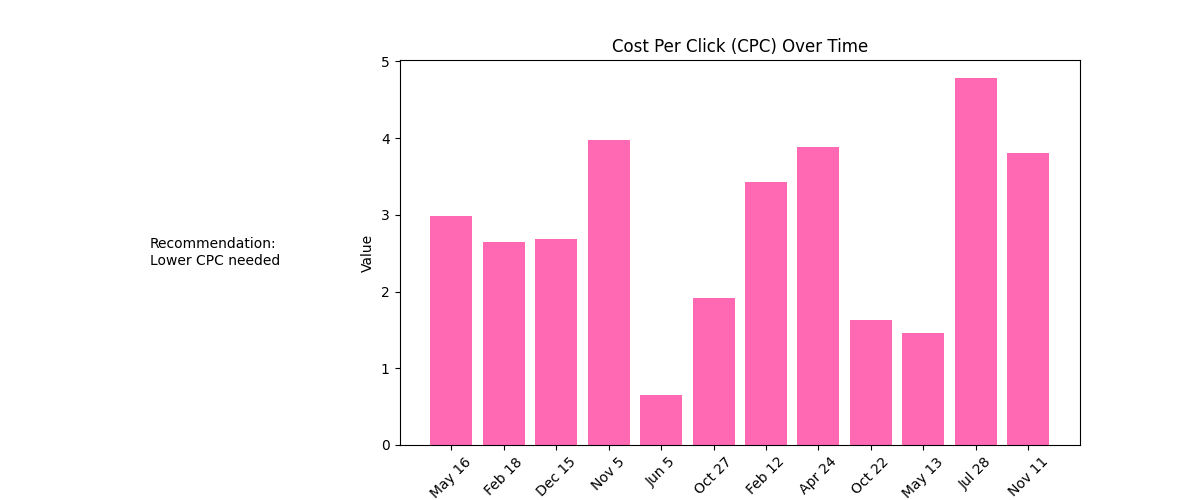 Cost Per Click (CPC) Over Time
5
4
3
2
1
0
Value
Recommendation:
Lower CPC needed
May 16
Feb 18
Dec 15
Nov 5
Jun 5
Oct 27
Feb 12
Apr 24
Oct 22
May 13
Jul 28
Nov 11